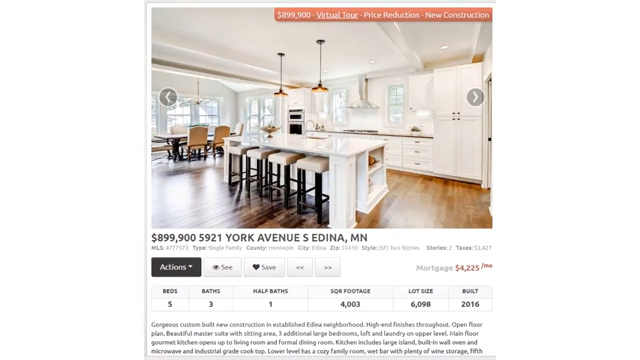 $899,900 - Virtual Tour - Price Reduction - New Construction
$899,900 5921 YORK AVENUE S EDINA, MN
MLS: 4777573 Type: Single Family County: Hennepin City: Edina Zip: 55410 Style: (SF) Two Stories Stories: 2 Taxes: $3,427
Actions See Save << >> Mortgage $4,225 /mo
BEDS BATHS HALF BATHS SQR FOOTAGE LOT SIZE BUILT
5 3 1 4,003 6,098 2016
Gorgeous custom built new construction in established Edina neighborhood. High-end finishes throughout. Open floor
plan. Beautiful master suite with sitting area, 3 additional large bedrooms, loft and laundry on upper level. Main floor
gourmet kitchen opens up to living room and formal dining room. Kitchen includes large island, built-in wall oven and
microwave and industrial grade cook top. Lower level has a cozy family room, wet bar with plenty of wine storage, fifth